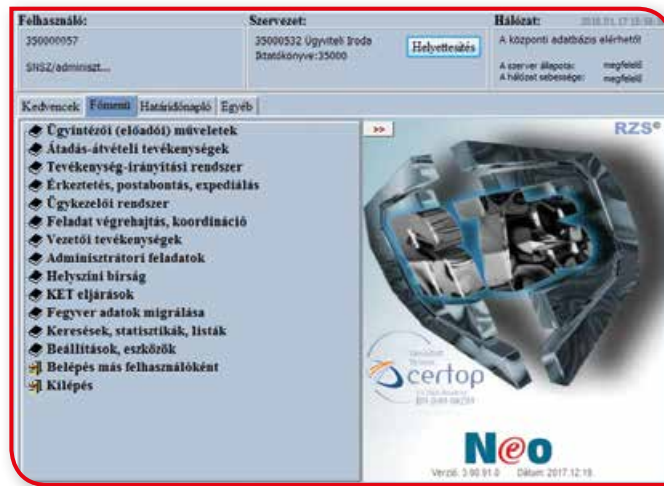 Felhasználó:
350000057
SNSZ/adminiszt...
Szervezet:
35000532 Ügyviteli Iroda
Iktatókönyve:35000
Helyettesítés
Hálózat:
A központi adatbázis elérhető!
A szerver állapota: megfelelő
A hálózat sebessége: megfelelő
Kedvencek Főmenü Határidőnapló Egyéb
Ügyintézői (előadói) műveletek
Átadás-átvételi tevékenységek
Tevékenység-irányítási rendszer
Érkeztetés, postabontás, expediálás
Ügykezelői rendszer
Feladat végrehajtás, koordináció
Vezetői tevékenységek
Adminisztrátori feladatok
Helyszíni bírság
KET eljárások
Fegyver adatok migrálása
Keresések, statisztikák, listák
Beállítások, eszközök
Belépés más felhasználóként
Kilépés
>>
RZS®
certop
Neo
Verzió: 3.90.91.0 Dátum: 2017.12.19.